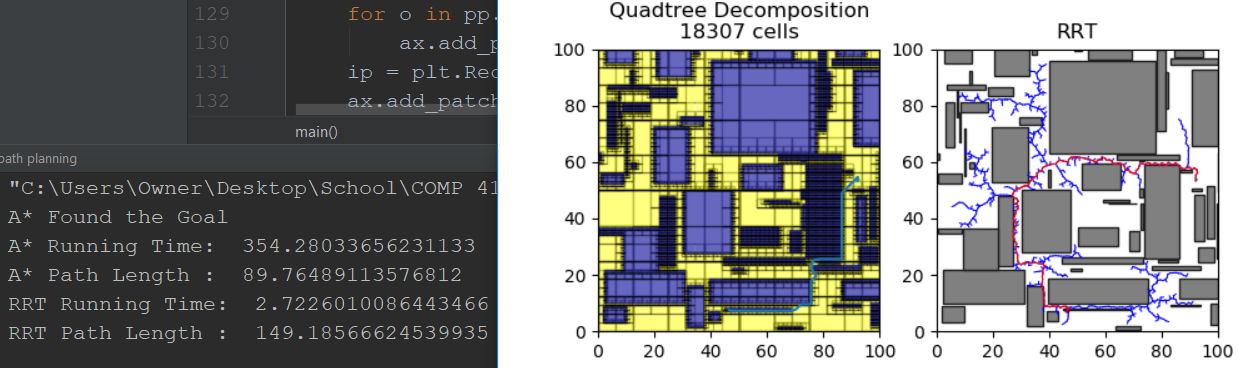 129 for o in pp.
130 ax.add_p
131 ip = plt.Rec
132 ax.add_patch
main()
path planning
"C:\Users\Owner\Desktop\School\COMP 41
A* Found the Goal
A* Running Time: 354.28033656231133
A* Path Length : 89.76489113576812
RRT Running Time: 2.7226010086443466
RRT Path Length : 149.18566624539935
Quadtree Decomposition
18307 cells
100
80
60
40
20
0
0 20 40 60 80 100
RRT
100
80
60
40
20
0
0 20 40 60 80 100